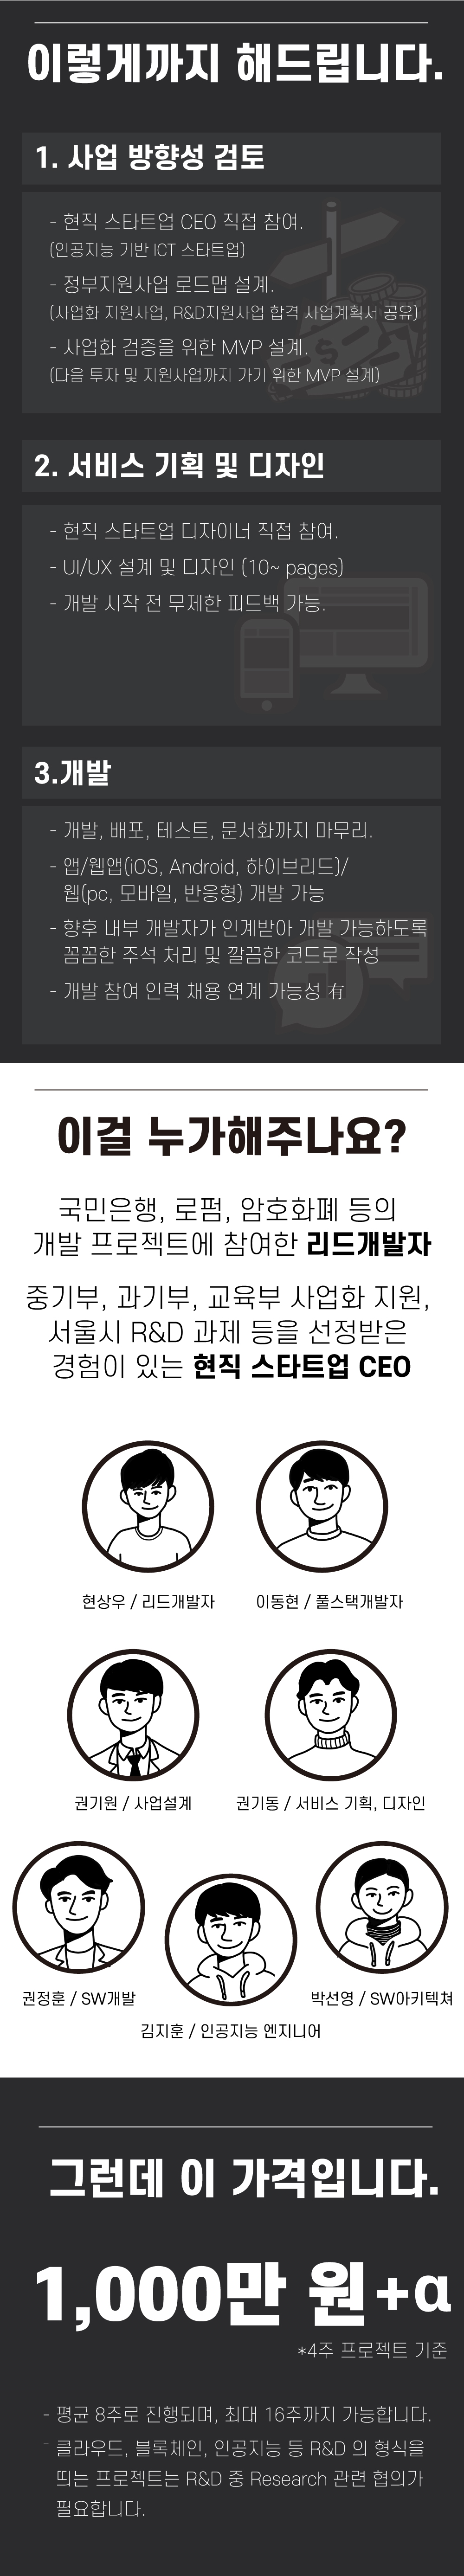 이렇게까지 해드립니다.
1. 사업 방향성 검토
- 현직 스타트업 CEO 직접 참여.
(인공지능 기반 ICT 스타트업)
- 정부지원사업 로드맵 설계.
(사업화 지원사업, R&D지원사업 합격 사업계획서 공유)
- 사업화 검증을 위한 MVP 설계.
(다음 투자 및 지원사업까지 가기 위한 MVP 설계)
2. 서비스 기획 및 디자인
- 현직 스타트업 디자이너 직접 참여.
- UI/UX 설계 및 디자인 (10~ pages)
- 개발 시작 전 무제한 피드백 가능.
3.개발
- 개발, 배포, 테스트, 문서화까지 마무리.
- 앱/웹앱(iOS, Android, 하이브리드)/
웹(pc, 모바일, 반응형) 개발 가능
- 향후 내부 개발자가 인계받아 개발 가능하도록
꼼꼼한 주석 처리 및 깔끔한 코드로 작성
- 개발 참여 인력 채용 연계 가능성 有
이걸 누가해주나요?
국민은행, 로펌, 암호화폐 등의
개발 프로젝트에 참여한 리드개발자
중기부, 과기부, 교육부 사업화 지원,
서울시 R&D 과제 등을 선정받은
경험이 있는 현직 스타트업 CEO
현상우 / 리드개발자
이동현 / 풀스택개발자
권기원 / 사업설계
권기동 / 서비스 기획, 디자인
권정훈 / SW개발
박선영 / SW아키텍쳐
김지훈 / 인공지능 엔지니어
그런데 이 가격입니다.
1,000만 원+α
*4주 프로젝트 기준
- 평균 8주로 진행되며, 최대 16주까지 가능합니다.
- 클라우드, 블록체인, 인공지능 등 R&D 의 형식을
띄는 프로젝트는 R&D 중 Research 관련 협의가
필요합니다.